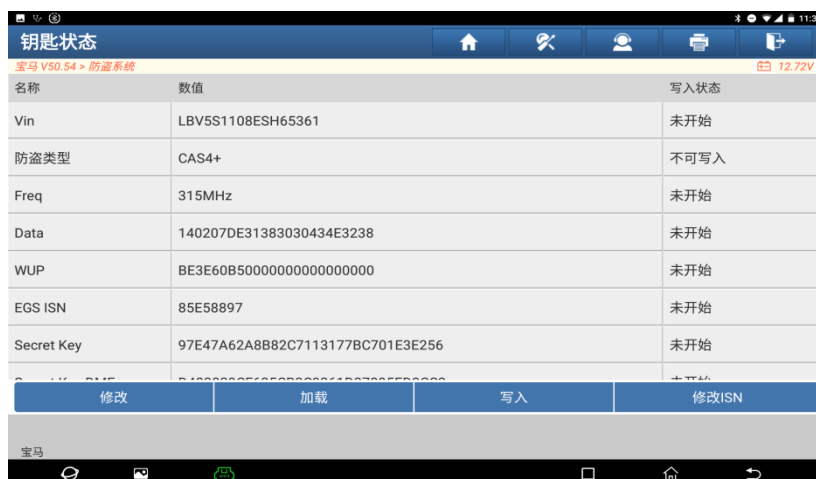 11:3
钥匙状态
宝马 V50.54 > 防盗系统
12.72V
名称 数值 写入状态
Vin LBV5S1108ESH65361 未开始
防盗类型 CAS4+ 不可写入
Freq 315MHz 未开始
Data 140207DE31383030434E3238 未开始
WUP BE3E60B50000000000000000 未开始
EGS ISN 85E58897 未开始
Secret Key 97E47A62A8B82C7113177BC701E3E256 未开始
修改 加载 写入 修改ISN
宝马